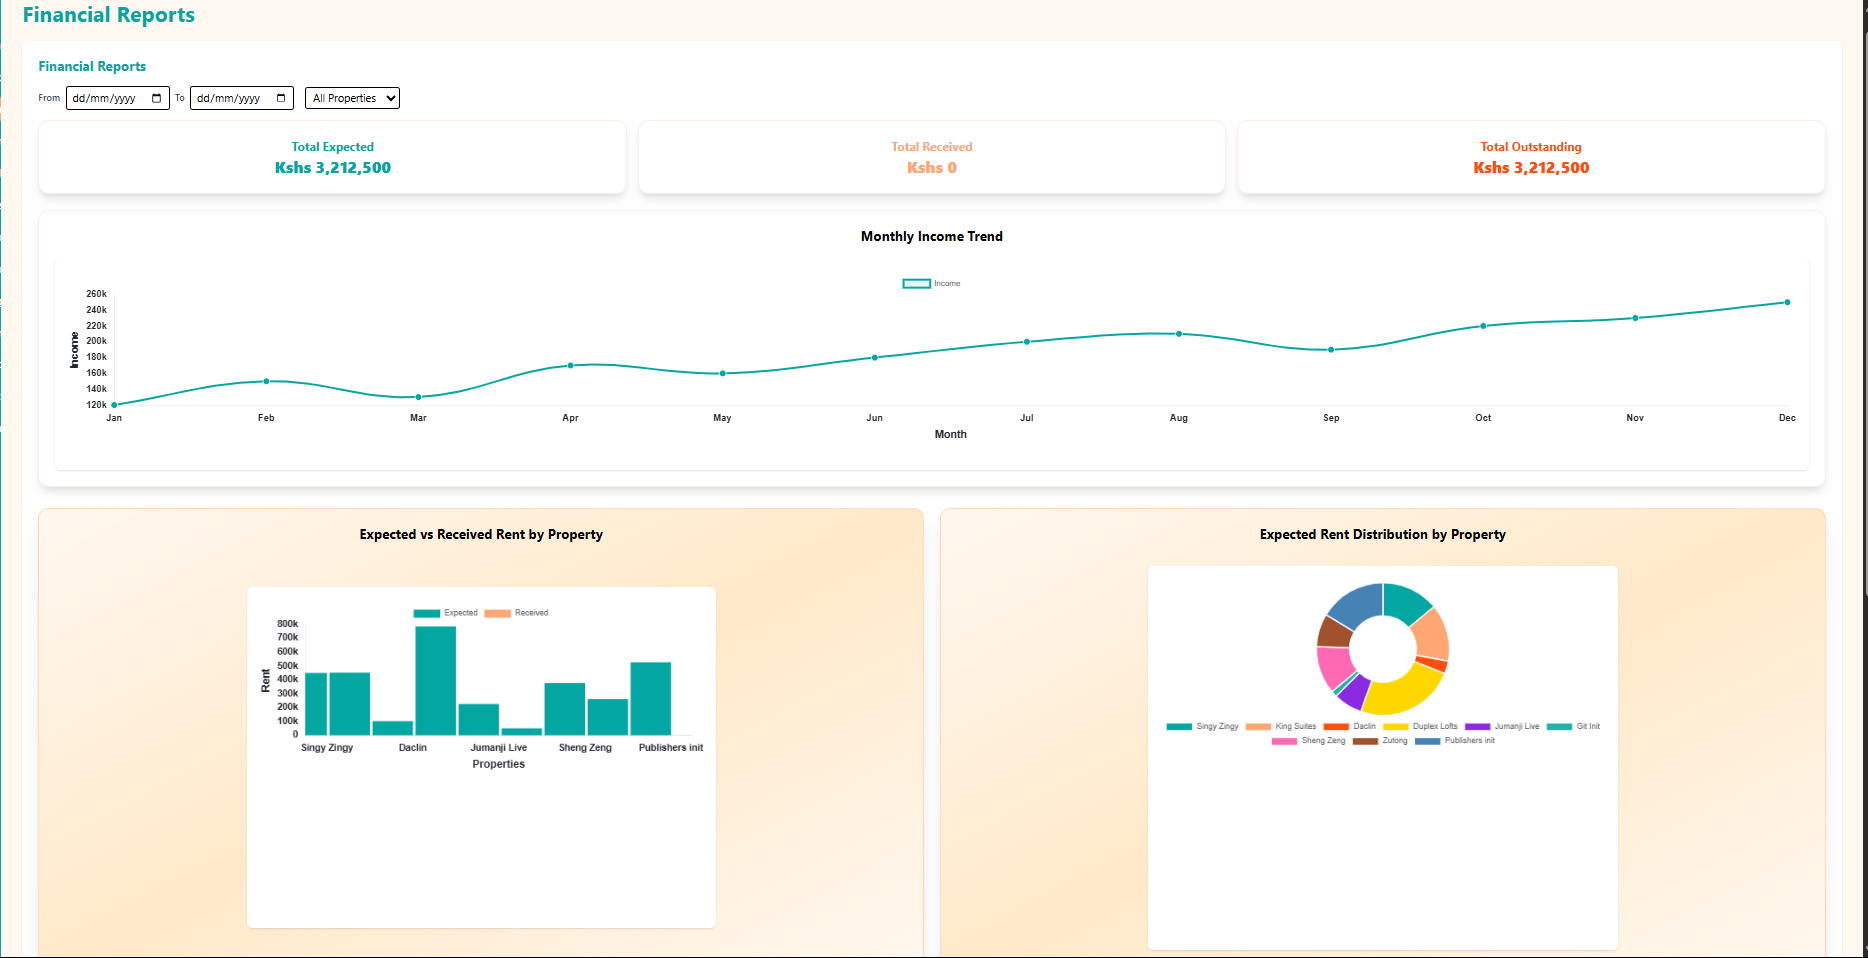 Financial Reports
Financial Reports
From dd/mm/yyyy To dd/mm/yyyy All Properties
Total Expected
Kshs 3,212,500
Total Received
Kshs 0
Total Outstanding
Kshs 3,212,500
Monthly Income Trend
Income
260k
240k
220k
200k
180k
160k
140k
120k
Income
Jan Feb Mar Apr May Jun Jul Aug Sep Oct Nov Dec
Month
Expected vs Received Rent by Property
Expected Received
800k
700k
600k
500k
400k
300k
200k
100k
0
Rent
Singy Zingy Daclin Jumanji Live Sheng Zeng Publishers init
Properties
Expected Rent Distribution by Property
Singy Zingy King Suites Daclin Duplex Lofts Jumanji Live Git Init
Sheng Zeng Zutong Publishers init